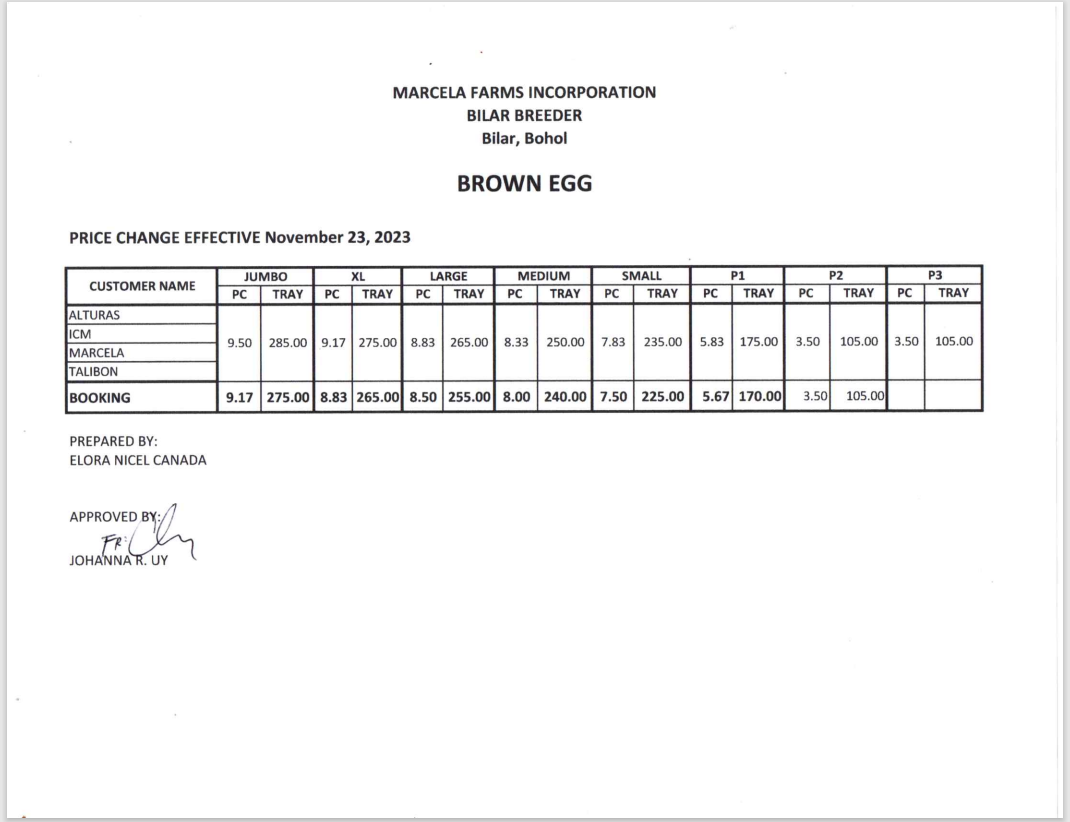 MARCELA FARMS INCORPORATION
BILAR BREEDER
Bilar, Bohol
BROWN EGG
PRICE CHANGE EFFECTIVE November 23, 2023
CUSTOMER NAME JUMBO XL LARGE MEDIUM SMALL P1 P2 P3
PC TRAY PC TRAY PC TRAY PC TRAY PC TRAY PC TRAY PC TRAY PC TRAY
ALTURAS
ICM
9.50 285.00 9.17 275.00 8.83 265.00 8.33 250.00 7.83 235.00 5.83 175.00 3.50 105.00 3.50 105.00
MARCELA
TALIBON
BOOKING 9.17 275.00 8.83 265.00 8.50 255.00 8.00 240.00 7.50 225.00 5.67 170.00 3.50 105.00
PREPARED BY:
ELORA NICEL CANADA
APPROVED BY:
FR:
JOHANNA R. UY